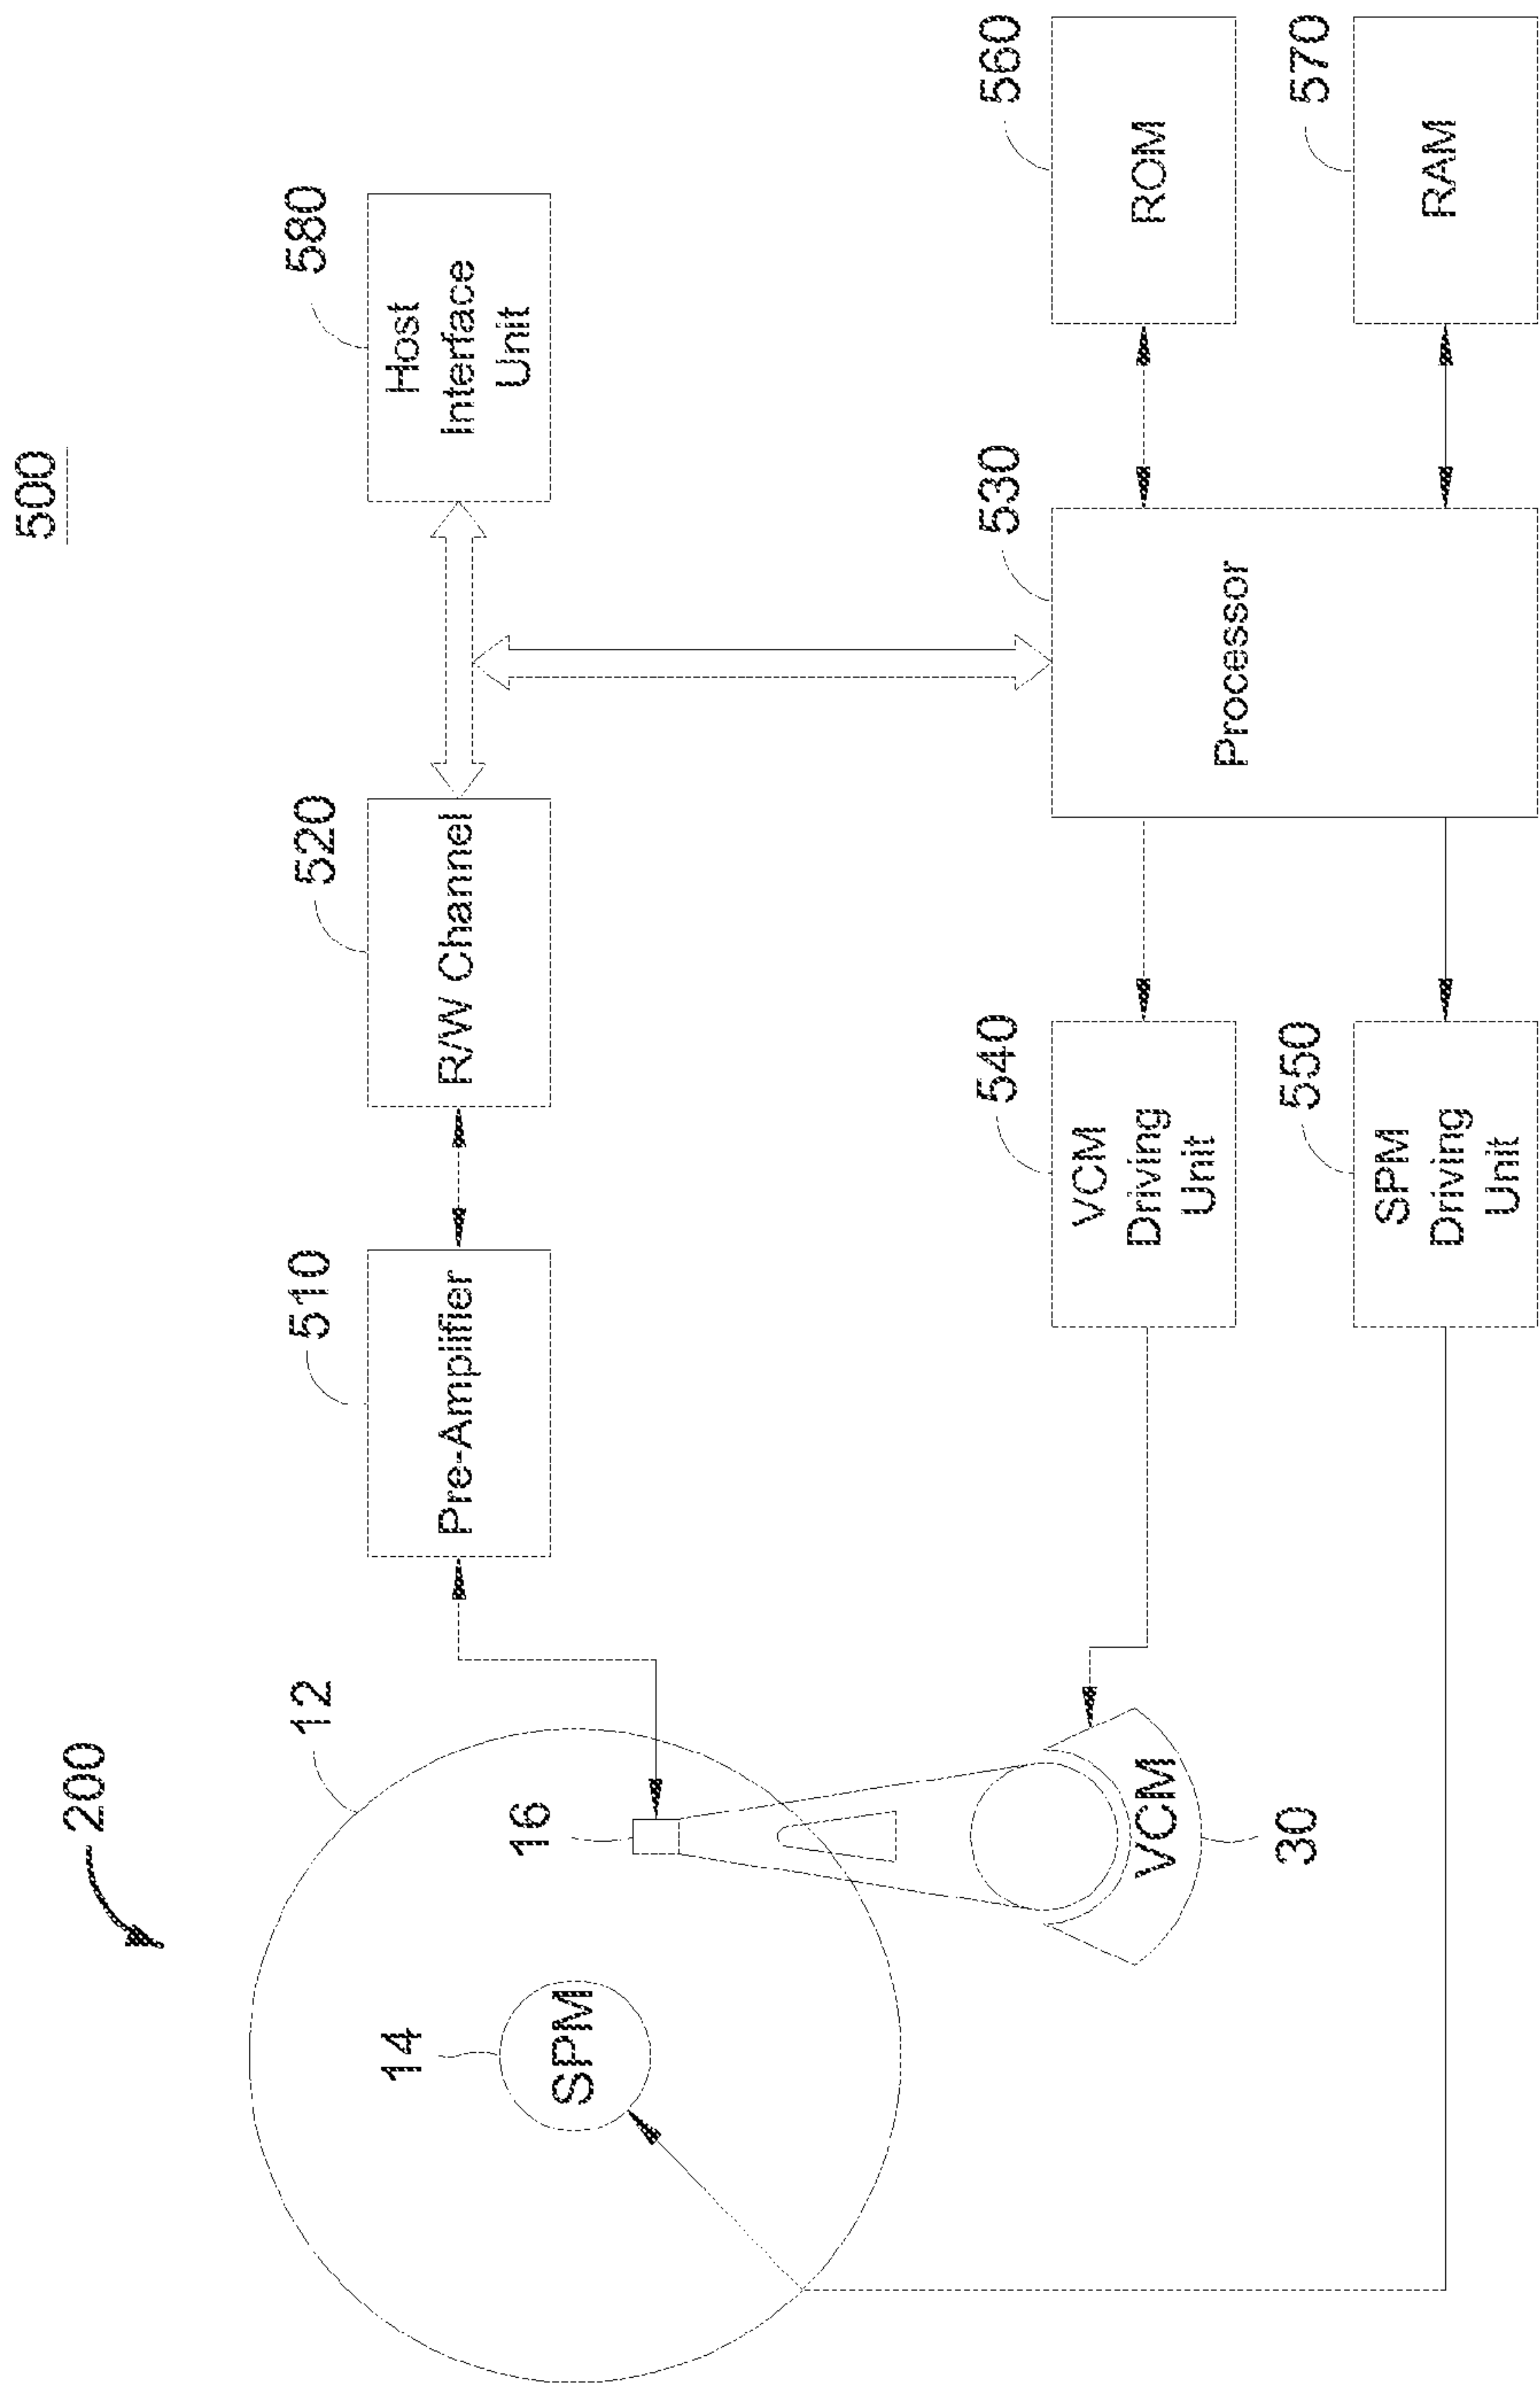 500
200
12
14
SPM
16
VCM
30
510
Pre-Amplifier
520
R/W Channel
580
Host
Interface
Unit
530
Processor
540
VCM
Driving
Unit
550
SPM
Driving
Unit
560
ROM
570
RAM